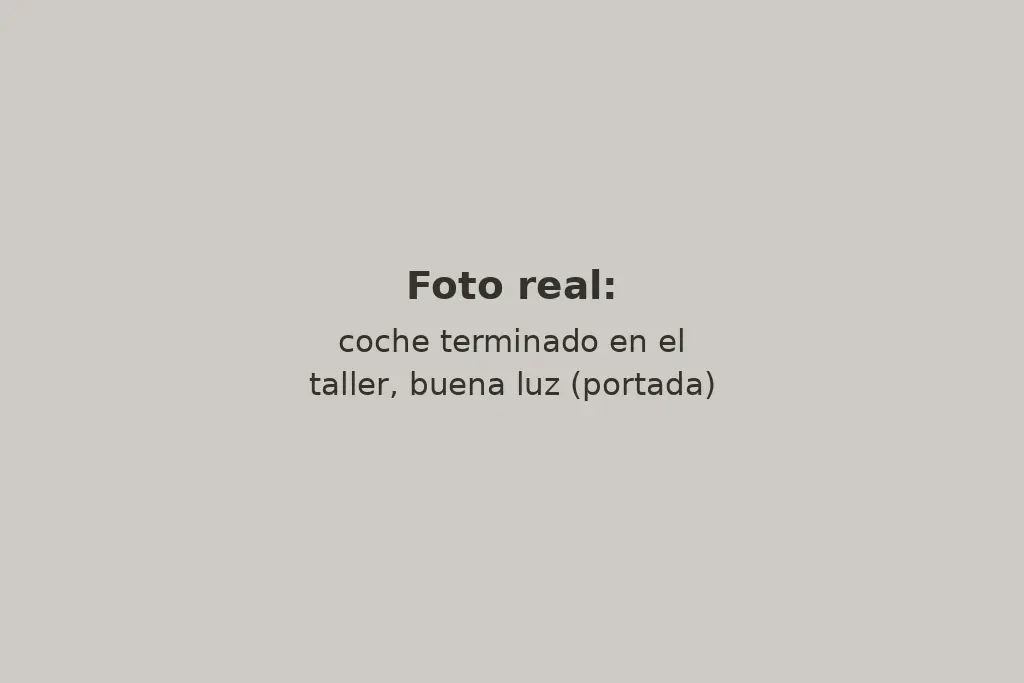 Foto real:
coche terminado en el
taller, buena luz (portada)